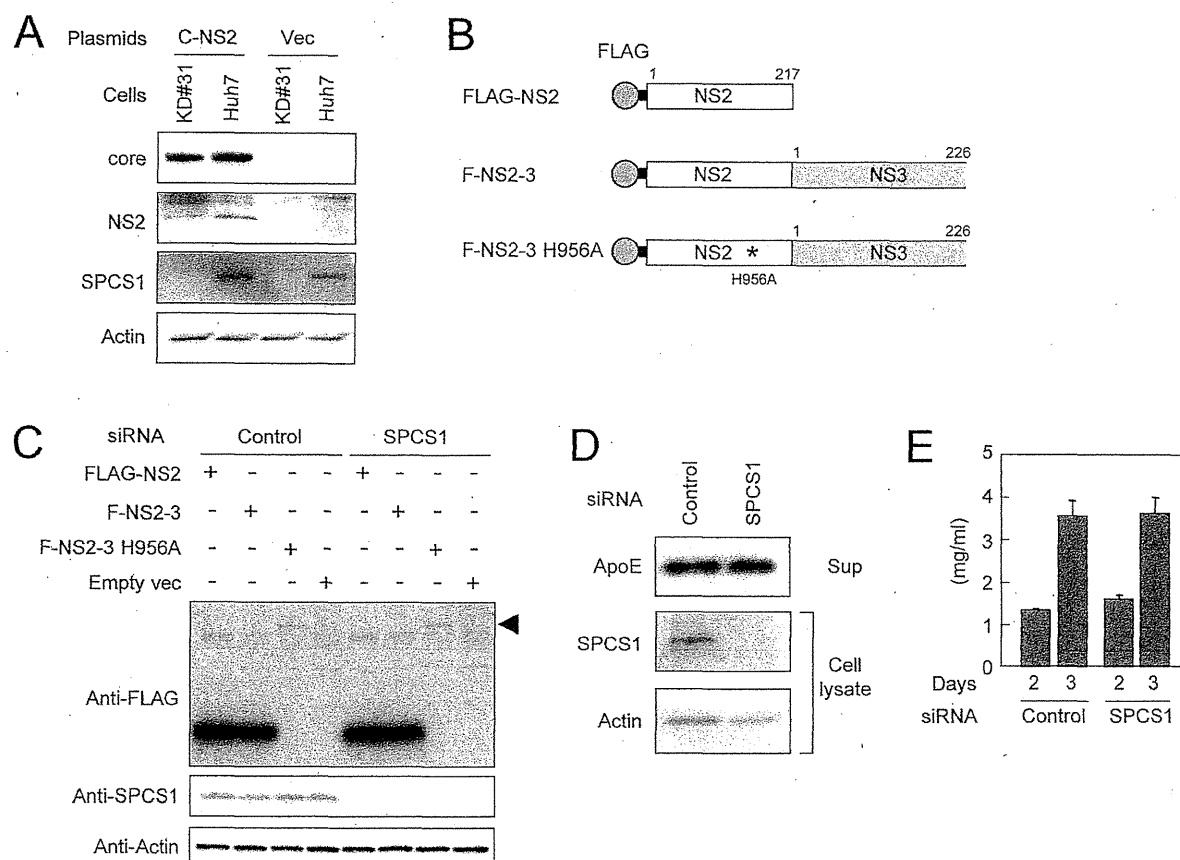 A
Plasmids C-NS2 Vec
Cells KD#31 Huh7 KD#31 Huh7
core
NS2
SPCS1
Actin
B
FLAG
1 217
FLAG-NS2 NS2
1 226
F-NS2-3 NS2 NS3
1 226
F-NS2-3 H956A NS2 * NS3
H956A
C
siRNA Control SPCS1
FLAG-NS2 + - - - + - - -
F-NS2-3 - + - - - + - -
F-NS2-3 H956A - - + - - - + -
Empty vec - - - + - - - +
Anti-FLAG
Anti-SPCS1
Anti-Actin
D
siRNA Control SPCS1
ApoE Sup
SPCS1
Cell
lysate
Actin
E
(mg/ml)
5
4
3
2
1
0
Days 2 3 2 3
siRNA Control SPCS1